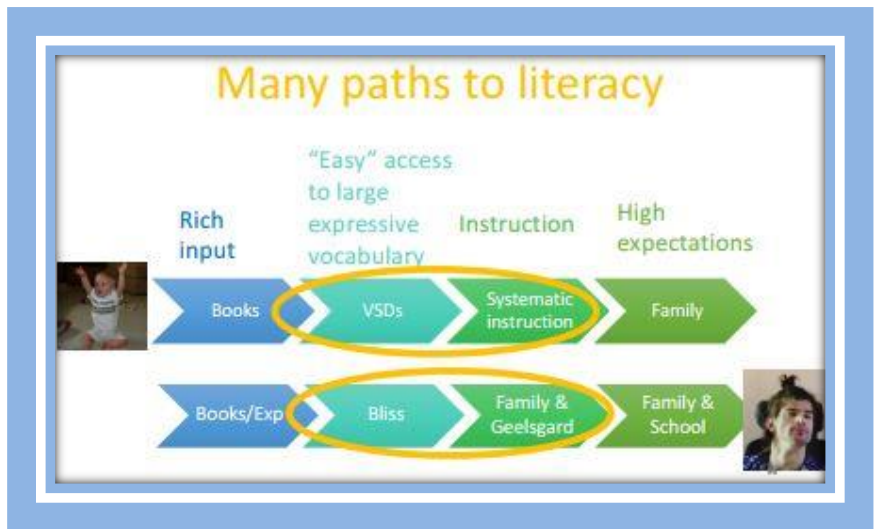 Many paths to literacy
"Easy" access
to large
expressive
vocabulary
Rich
input
Instruction
High
expectations
Books
VSDs
Systematic
instruction
Family
Books/Exp
Bliss
Family &
Geelsgard
Family &
School